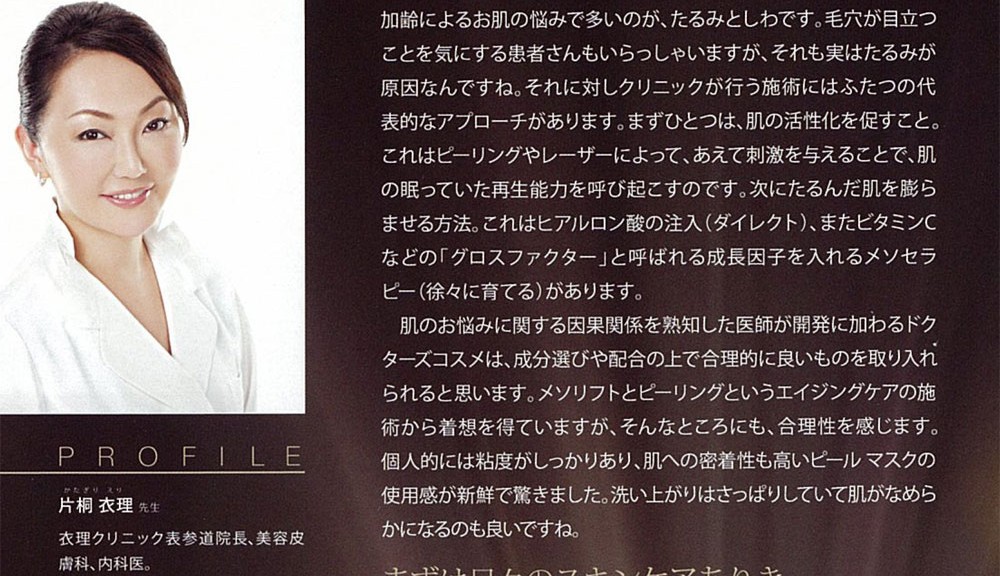 加齢によるお肌の悩みで多いのが、たるみとしわです。毛穴が目立つ
ことを気にする患者さんもいらっしゃいますが、それも実はたるみが
原因なんですね。それに対しクリニックが行う施術にはふたつの代
表的なアプローチがあります。まずひとつは、肌の活性化を促すこと。
これはピーリングやレーザーによって、あえて刺激を与えることで、肌
の眠っていた再生能力を呼び起こすのです。次にたるんだ肌を膨ら
ませる方法。これはヒアルロン酸の注入（ダイレクト）、またビタミンC
などの「グロスファクター」と呼ばれる成長因子を入れるメソセラ
ピー（徐々に育てる）があります。
肌のお悩みに関する因果関係を熟知した医師が開発に加わるドク
ターズコスメは、成分選びや配合の上で合理的に良いものを取り入れ
られると思います。メソリフトとピーリングというエイジングケアの施
術から着想を得ていますが、そんなところにも、合理性を感じます。
個人的には粘度がしっかりあり、肌への密着性も高いピール マスクの
使用感が新鮮で驚きました。洗い上がりはさっぱりしていて肌がなめら
かになるのも良いですね。
まずは日々のスキンケアありき
PROFILE
かたぎり えり
片桐 衣理 先生
衣理クリニック表参道院長、美容皮
膚科、内科医。